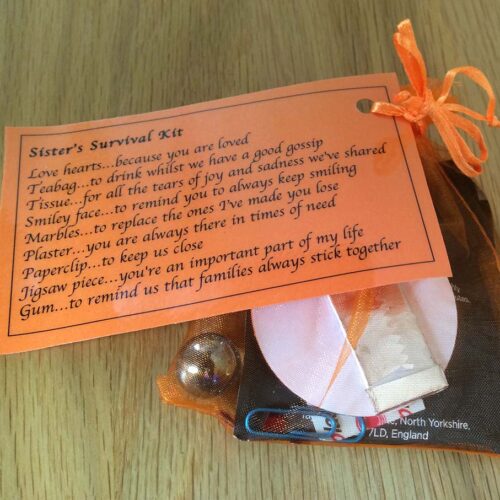 Sister's Survival Kit
Love hearts...because you are loved
Teabag...to drink whilst we have a good gossip
Tissue...for all the tears of joy and sadness we've shared
Smiley face...to remind you to always keep smiling
Marbles...to replace the ones I've made you lose
Plaster...you are always there in times of need
Paperclip...to keep us close
Jigsaw piece...you're an important part of my life
Gum...to remind us that families always stick together
North Yorkshire,
7LD, England